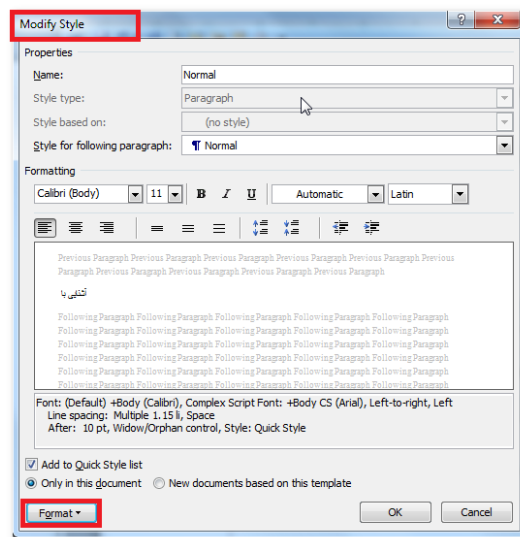 Modify Style
Properties
Name: Normal
Style type: Paragraph
Style based on: (no style)
Style for following paragraph: ¶ Normal
Formatting
Calibri (Body) 11 B I U Automatic Latin
Previous Paragraph Previous Paragraph Previous Paragraph Previous Paragraph Previous Paragraph Previous
Paragraph Previous Paragraph Previous Paragraph Previous Paragraph Previous Paragraph
آشنایی با
Following Paragraph Following Paragraph Following Paragraph Following Paragraph Following Paragraph
Following Paragraph Following Paragraph Following Paragraph Following Paragraph Following Paragraph
Following Paragraph Following Paragraph Following Paragraph Following Paragraph Following Paragraph
Following Paragraph Following Paragraph Following Paragraph Following Paragraph Following Paragraph
Following Paragraph Following Paragraph Following Paragraph Following Paragraph Following Paragraph
Following Paragraph Following Paragraph Following Paragraph Following Paragraph Following Paragraph
Font: (Default) +Body (Calibri), Complex Script Font: +Body CS (Arial), Left-to-right, Left
Line spacing: Multiple 1.15 li, Space
After: 10 pt, Widow/Orphan control, Style: Quick Style
Add to Quick Style list
Only in this document New documents based on this template
Format OK Cancel